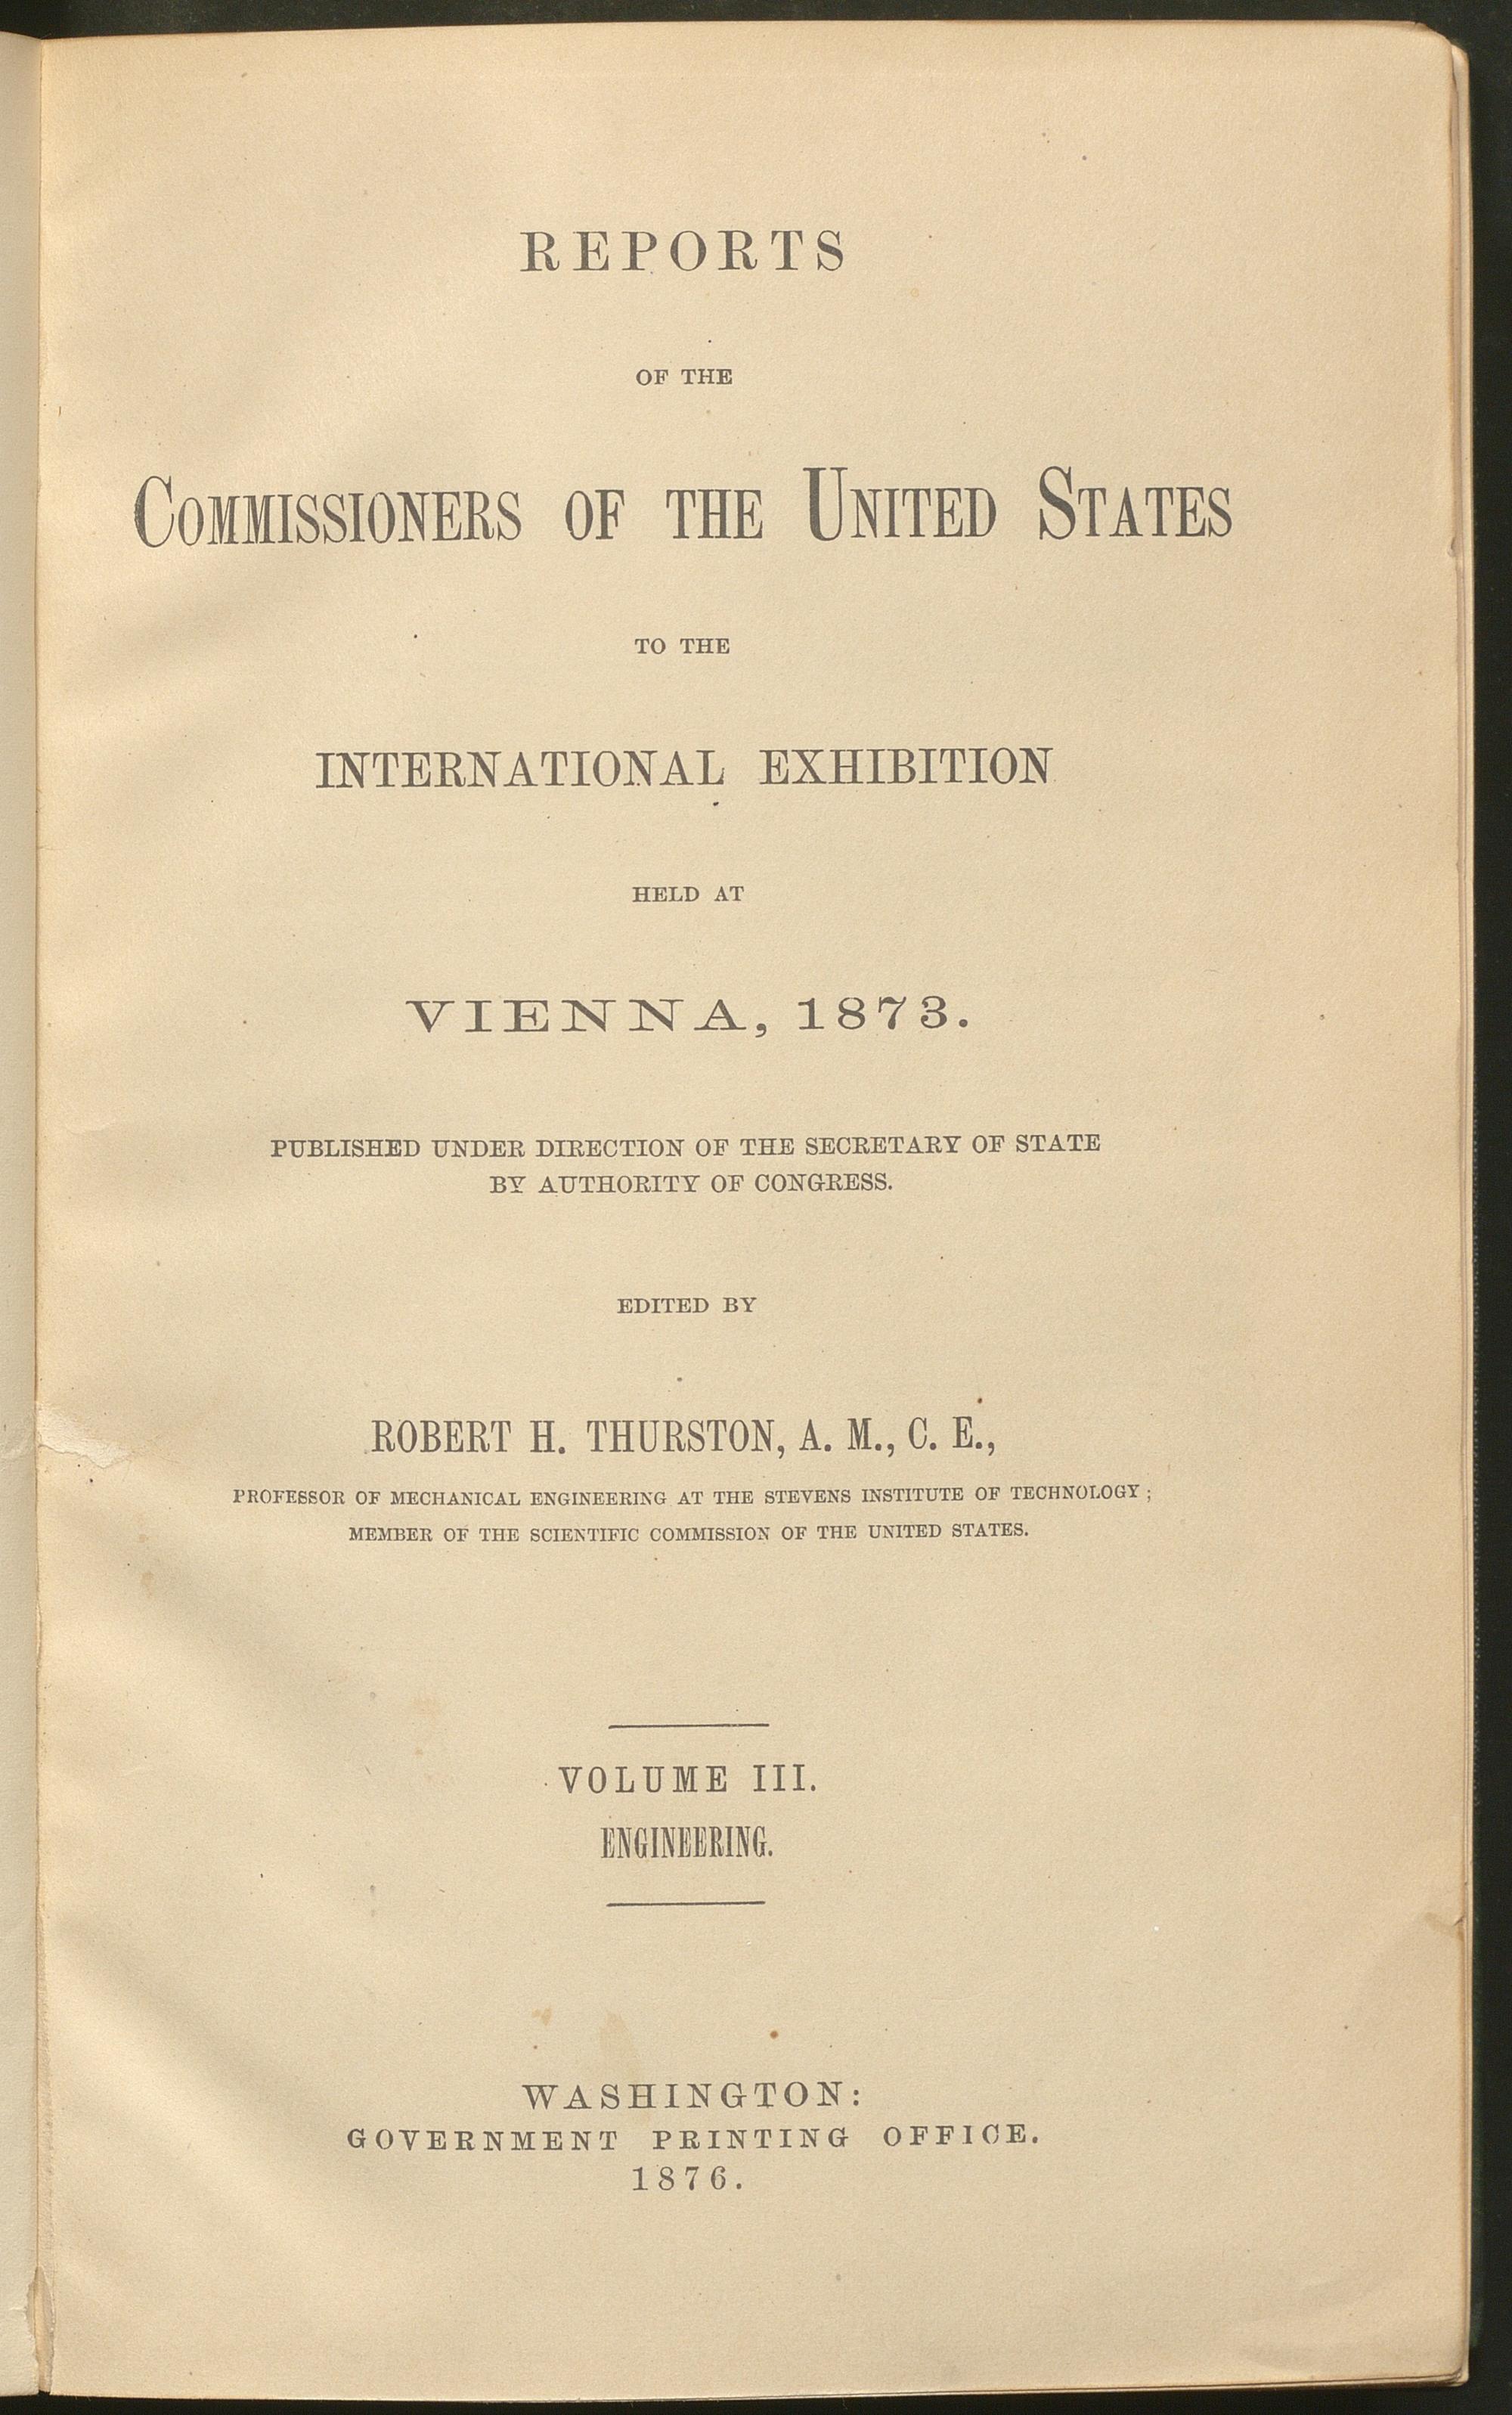 REPORTS
OF THE
COMMISSIONERS OF THE UNITED STATES
TO THE
INTERNATIONAL EXHIBITION
HELD AT
VIENNA, 1873.
PUBLISHED UNDER DIRECTION OF THE SECRETARY OF STATE
BY AUTHORITY OF CONGRESS.
EDITED BY
ROBERT H. THURSTON, A. M., C. E.,
PROFESSOR OF MECHANICAL ENGINEERING AT THE STEVENS INSTITUTE OF TECHNOLOGY;
MEMBER OF THE SCIENTIFIC COMMISSION OF THE UNITED STATES.
VOLUME III.
ENGINEERING.
WASHINGTON:
GOVERNMENT PRINTING OFFICE.
1876.